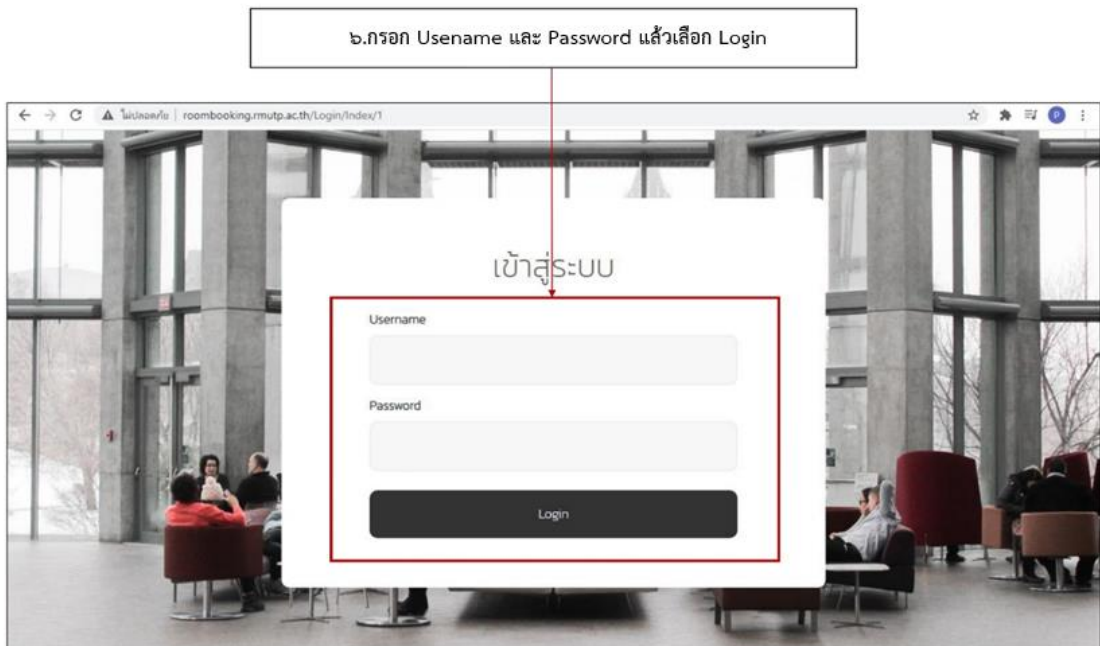 ๖.กรอก Usename และ Password แล้วเลือก Login
ไม่ปลอดภัย | roombooking.rmutp.ac.th/Login/Index/1
P
เข้าสู่ระบบ
Username
Password
Login